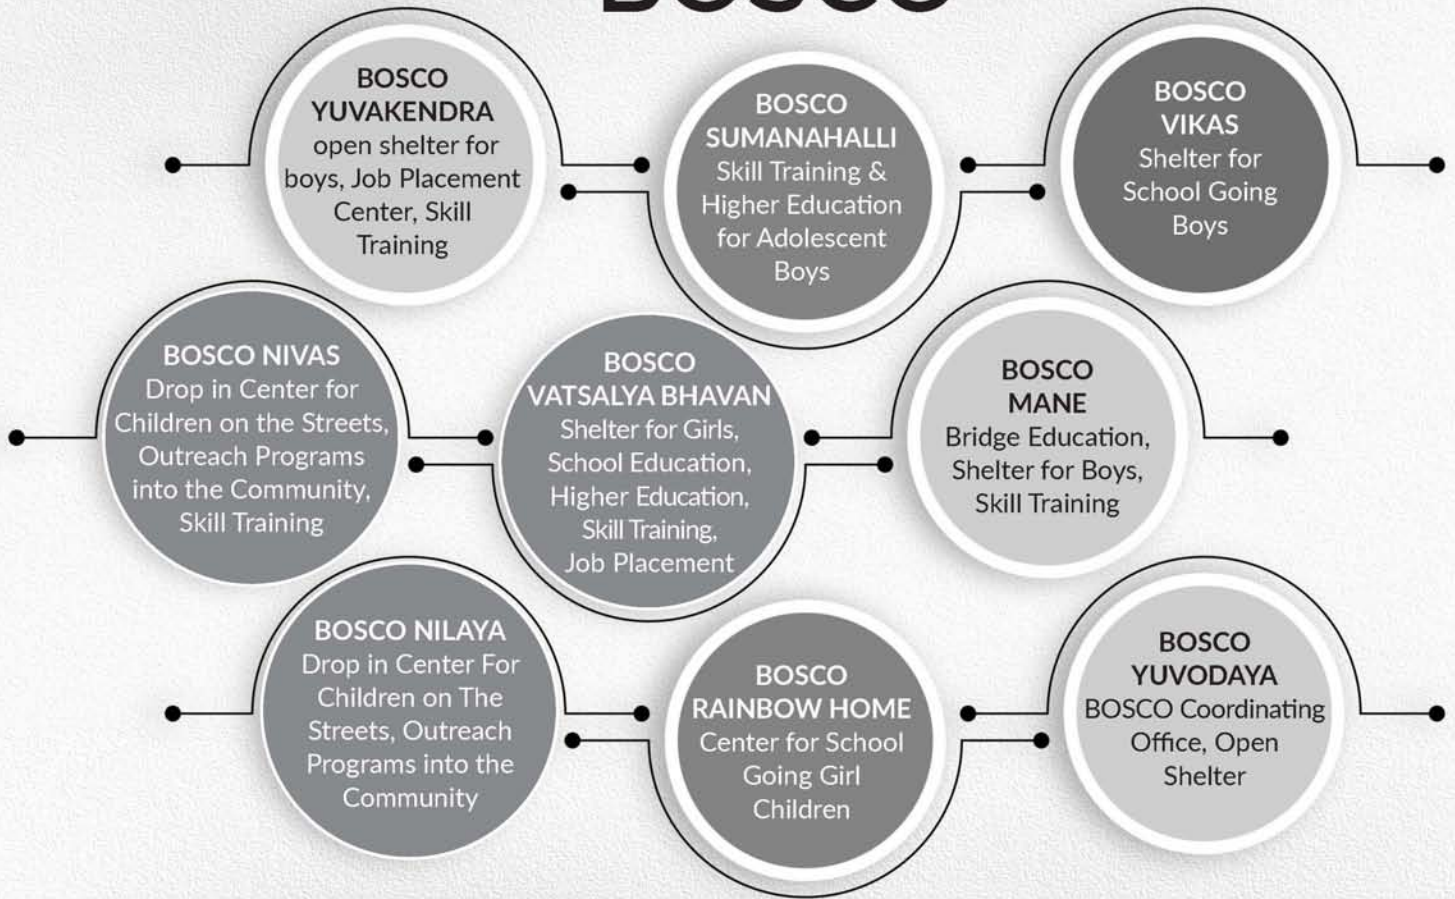 BOSCO
BOSCO
YUVAKENDRA
open shelter for
boys, Job Placement
Center, Skill
Training
BOSCO
SUMANAHALLI
Skill Training &
Higher Education
for Adolescent
Boys
BOSCO
VIKAS
Shelter for
School Going
Boys
BOSCO NIVAS
Drop in Center for
Children on the Streets,
Outreach Programs
into the Community,
Skill Training
BOSCO
VATSALYA BHAVAN
Shelter for Girls,
School Education,
Higher Education,
Skill Training,
Job Placement
BOSCO
MANE
Bridge Education,
Shelter for Boys,
Skill Training
BOSCO NILAYA
Drop in Center For
Children on The
Streets, Outreach
Programs into the
Community
BOSCO
RAINBOW HOME
Center for School
Going Girl
Children
BOSCO
YUVODAYA
BOSCO Coordinating
Office, Open
Shelter